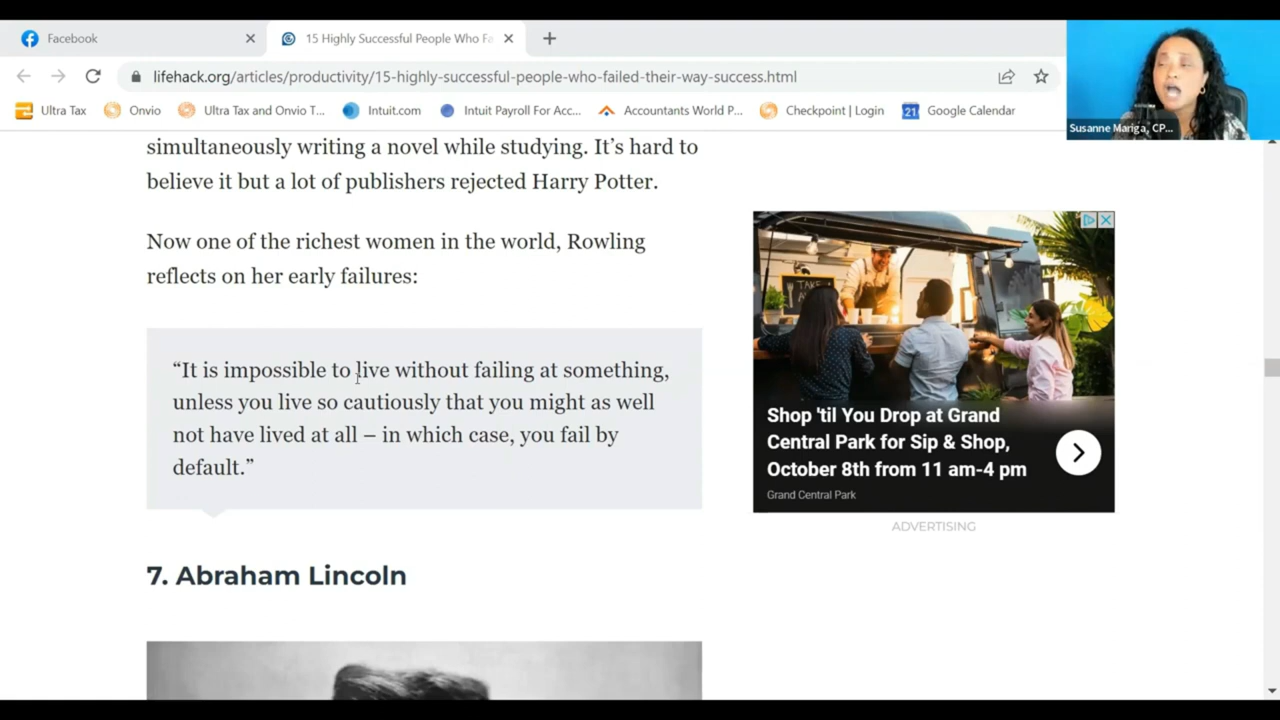 Facebook
15 Highly Successful People Who Fa
lifehack.org/articles/productivity/15-highly-successful-people-who-failed-their-way-success.html
Ultra Tax
Onvio
Ultra Tax and Onvio T...
Intuit.com
Intuit Payroll For Acc...
Accountants World P...
Checkpoint | Login
21
Google Calendar
Susanne Mariga, CP...
simultaneously writing a novel while studying. It’s hard to
believe it but a lot of publishers rejected Harry Potter.
Now one of the richest women in the world, Rowling
reflects on her early failures:
“It is impossible to live without failing at something,
unless you live so cautiously that you might as well
not have lived at all – in which case, you fail by
default.”
7. Abraham Lincoln
TAKE
Shop 'til You Drop at Grand
Central Park for Sip & Shop,
October 8th from 11 am-4 pm
Grand Central Park
ADVERTISING